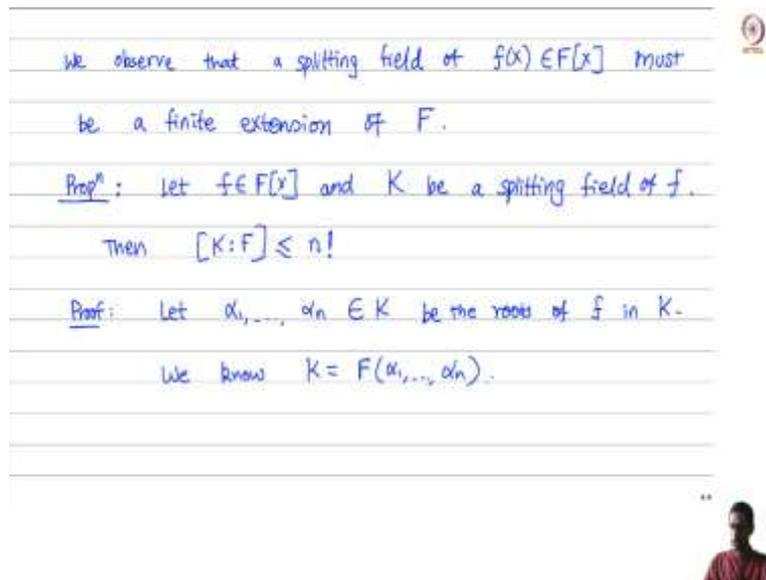 We observe that a splitting field of f(x) ∈ F[x] must
be a finite extension of F.
Propⁿ: Let f ∈ F[x] and K be a splitting field of f.
Then [K:F] ⩽ n!
Proof: Let α₁,..., αₙ ∈ K be the roots of f in K.
We know K = F(α₁,..., αₙ).